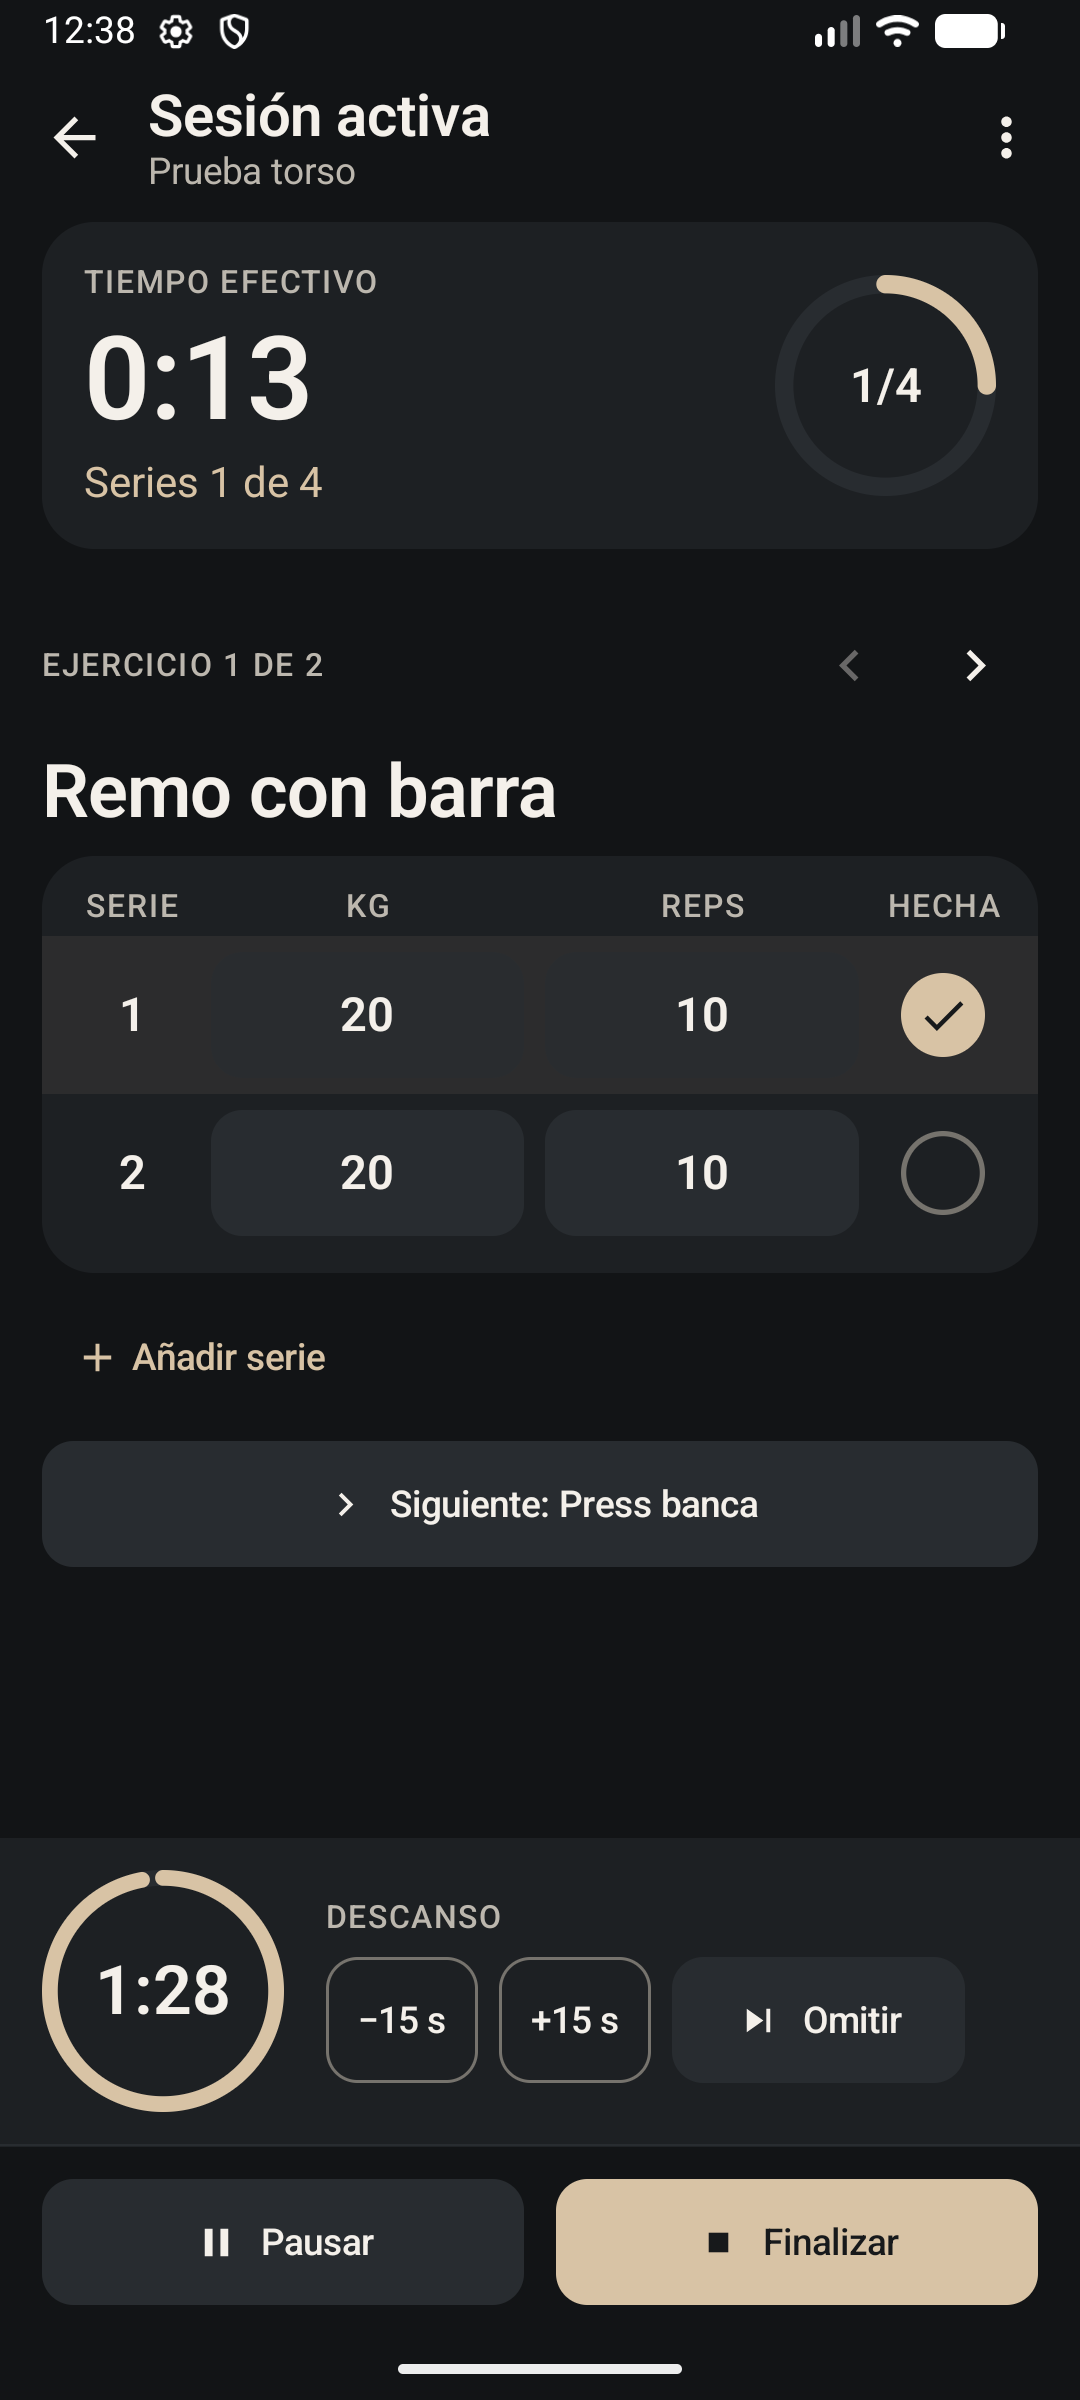 12:38
Sesión activa
Prueba torso
TIEMPO EFECTIVO
0:13
Series 1 de 4
1/4
EJERCICIO 1 DE 2
Remo con barra
SERIE KG REPS HECHA
1 20 10
2 20 10
+ Añadir serie
Siguiente: Press banca
1:28
DESCANSO
−15 s +15 s Omitir
Pausar Finalizar